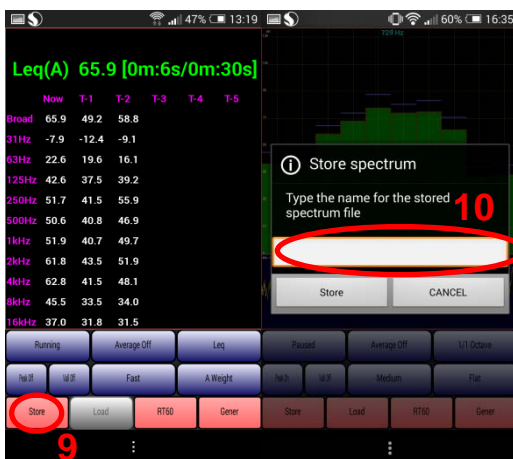 47% 13:19
Leq(A) 65.9 [0m:6s/0m:30s]
Now T-1 T-2 T-3 T-4 T-5
Broad 65.9 49.2 58.8
31Hz -7.9 -12.4 -9.1
63Hz 22.6 19.6 16.1
125Hz 42.6 37.5 39.2
250Hz 51.7 41.5 55.9
500Hz 50.6 40.8 46.9
1kHz 51.9 40.7 49.7
2kHz 61.8 43.5 51.9
4kHz 62.8 41.5 48.1
8kHz 45.5 33.5 34.0
16kHz 37.0 31.8 31.5
Running Average Off Leq
Peak Off Fast A Weight
Store Load RT60 Gener
9
60% 16:35
729 Hz
Store spectrum
Type the name for the stored
spectrum file
10
Store CANCEL
Paused Average Off 1/1 Octave
Medium Flat
Store Load RT60 Gener